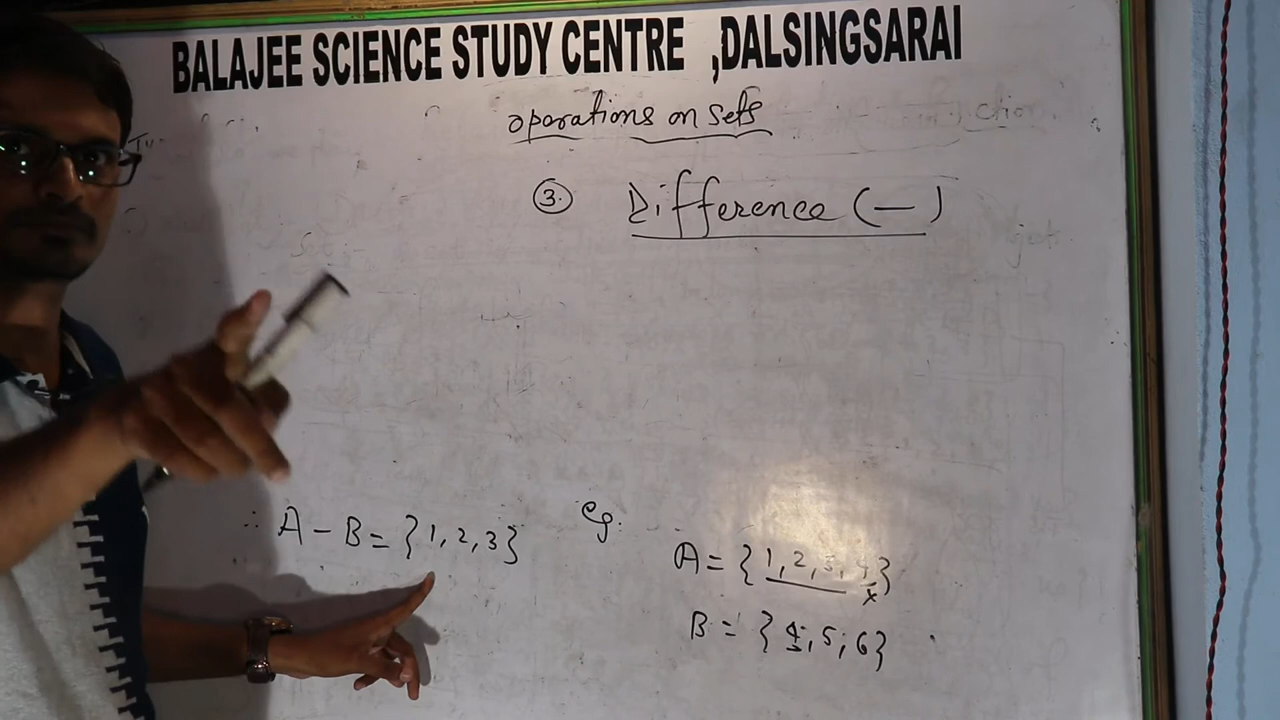 BALAJEE SCIENCE STUDY CENTRE ,DALSINGSARAI
operations on sets
③. Difference (—)
∴ A - B = {1, 2, 3}
eg.
A = {1, 2, 3, 4}
x
B = {4, 5, 6}